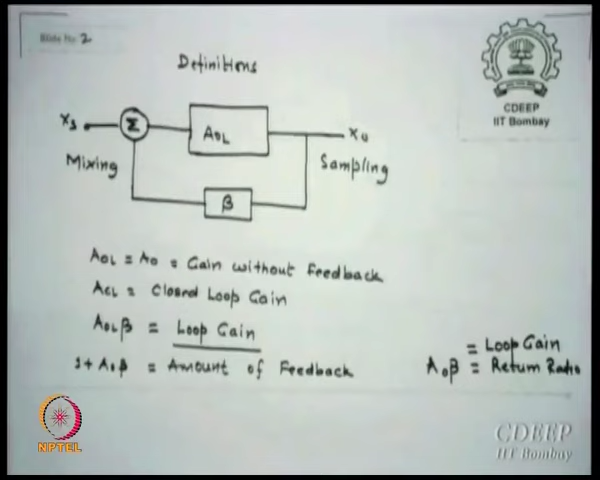 Slide No. 2
Definitions
CDEEP
IIT Bombay
Xs
Σ
AOL
Xo
Mixing
Sampling
β
AOL = AO = Gain without Feedback
ACL = Closed Loop Gain
AOLβ = Loop Gain
1 + Aoβ = Amount of Feedback
= Loop Gain
Aoβ = Return Ratio
NPTEL
CDEEP
IIT Bombay